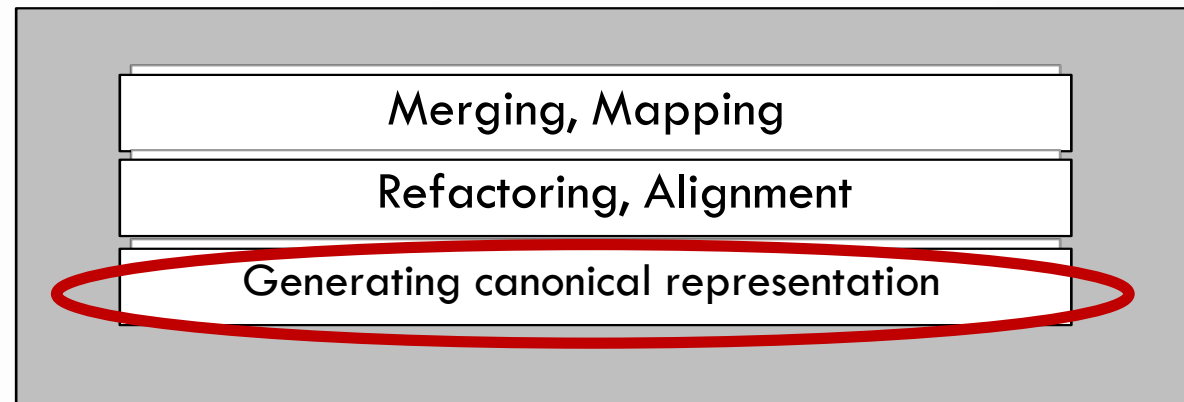 Merging, Mapping
Refactoring, Alignment
Generating canonical representation